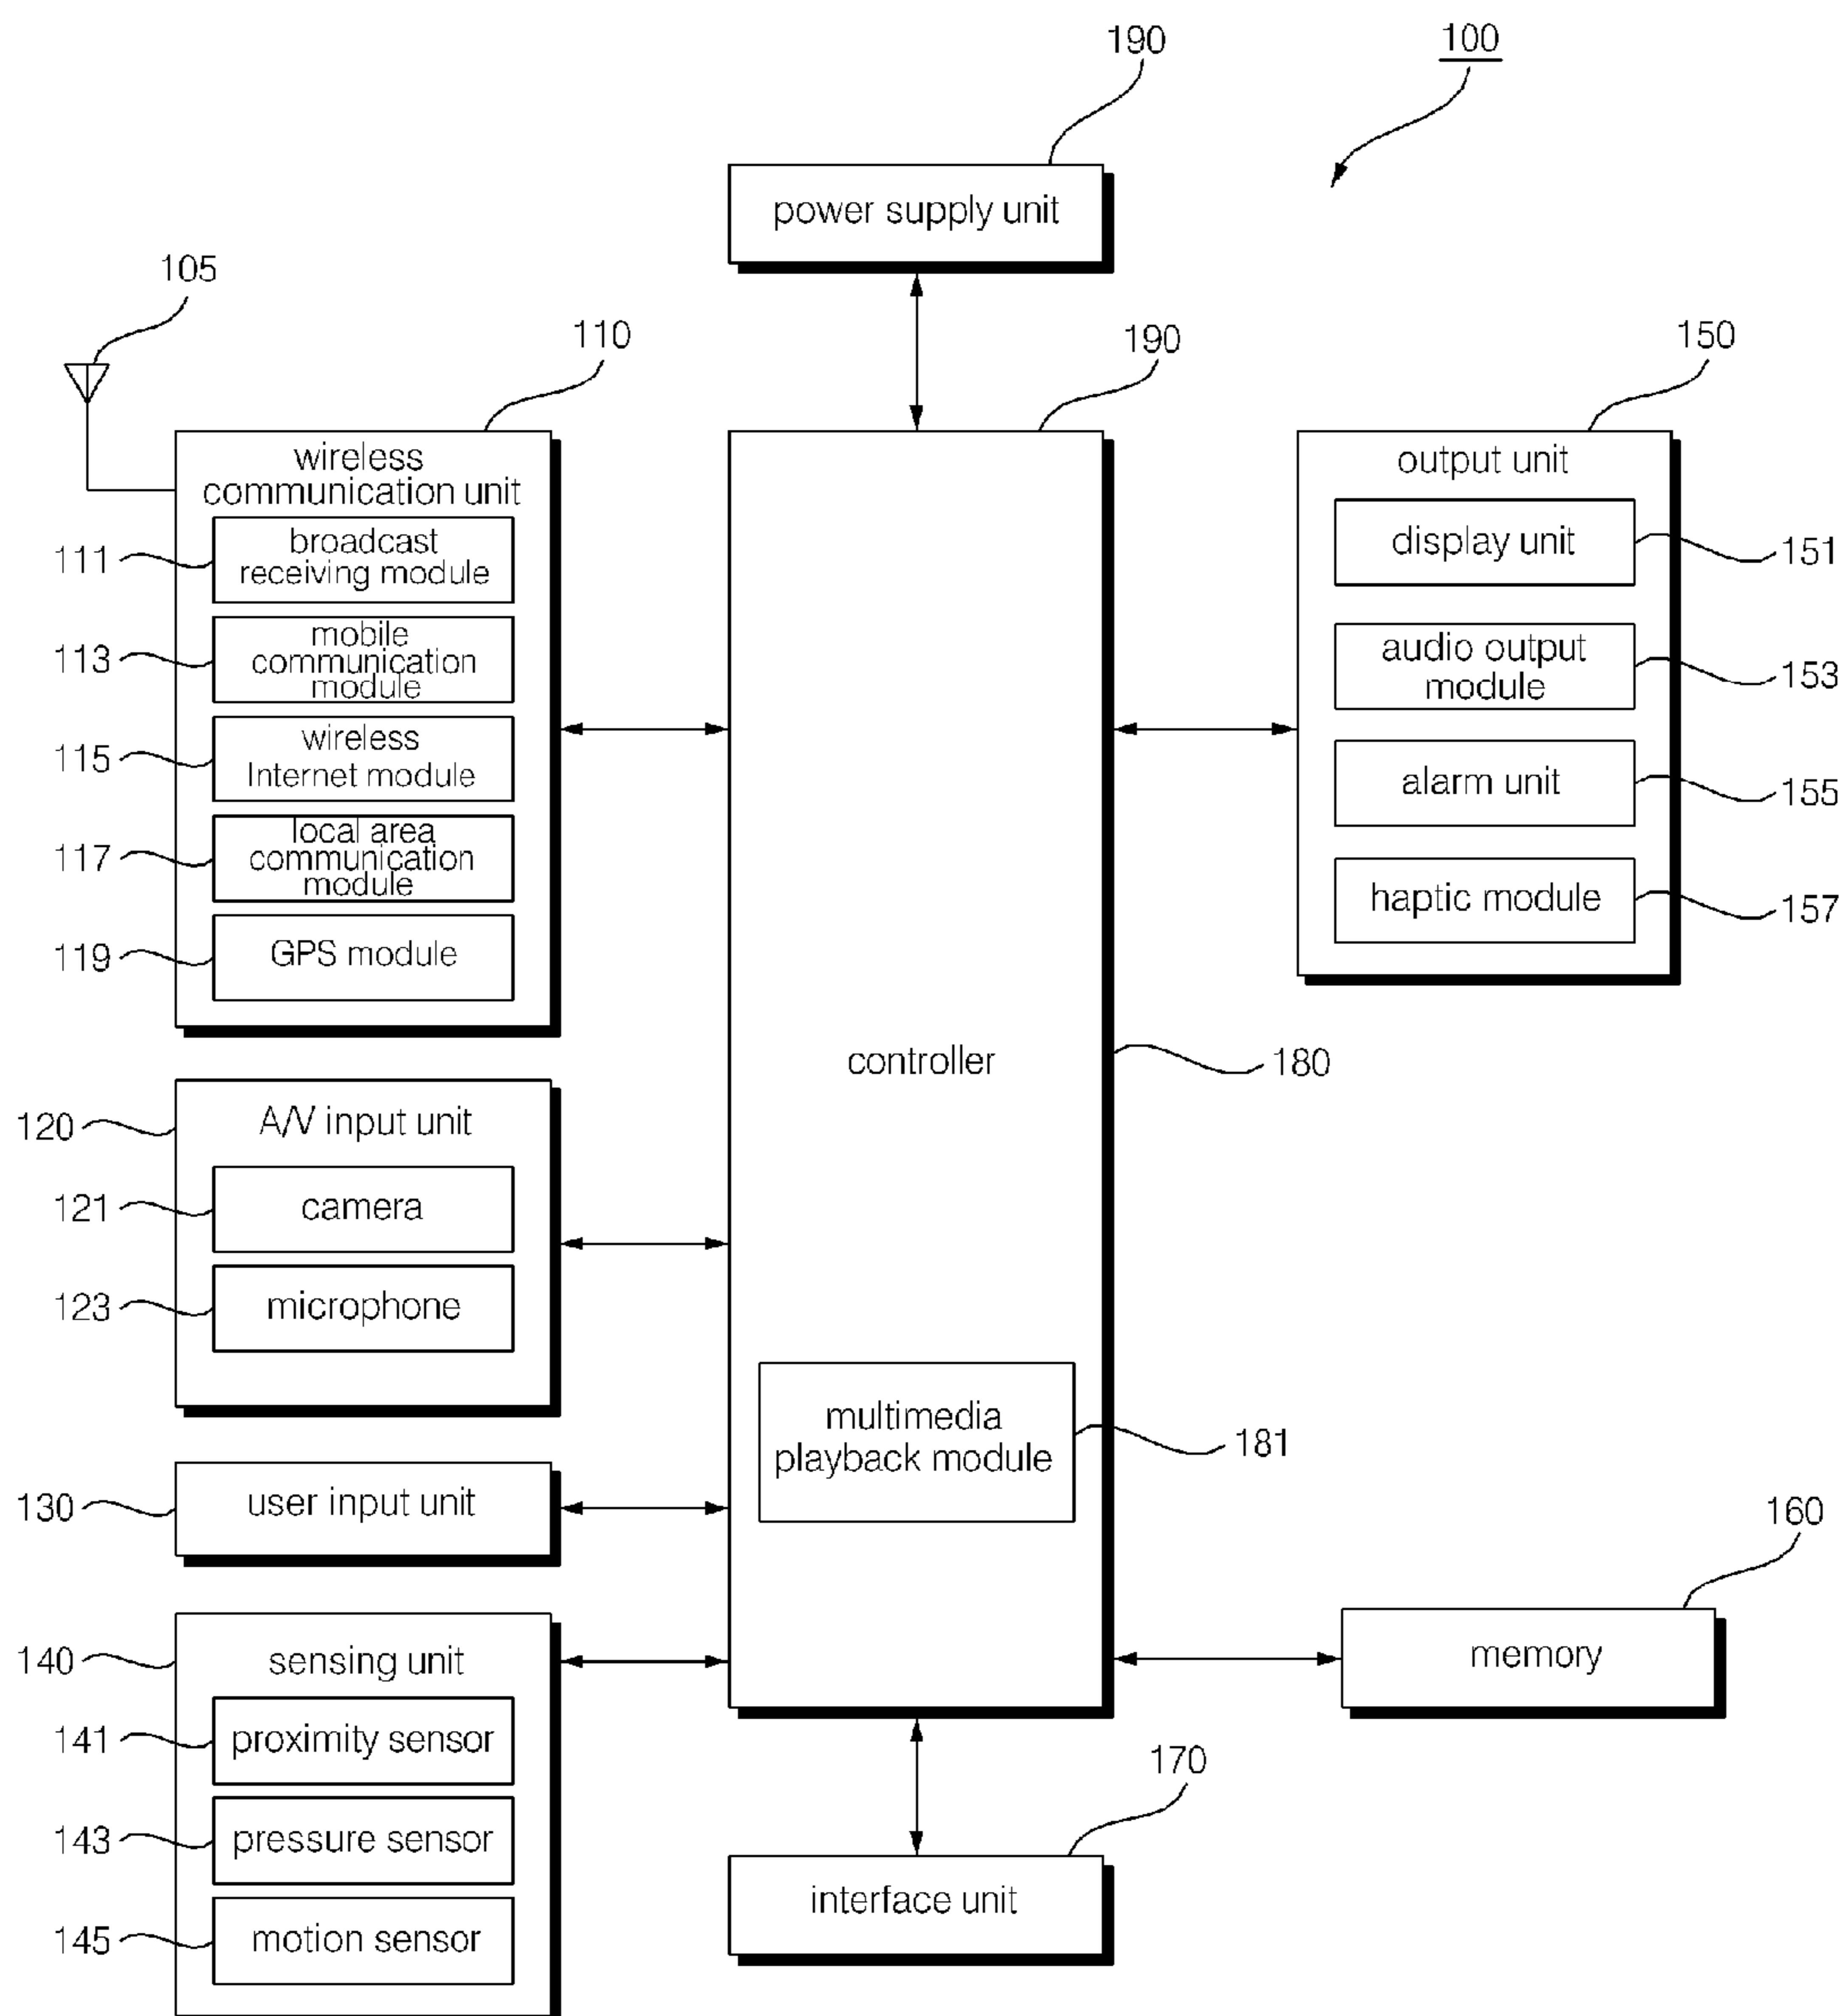 190
100
power supply unit
105
110
190
150
wireless
communication unit
broadcast
receiving module
111
mobile
communication
module
113
wireless
Internet module
115
local area
communication
module
117
GPS module
119
output unit
display unit
151
audio output
module
153
alarm unit
155
haptic module
157
controller
180
A/V input unit
120
camera
121
microphone
123
multimedia
playback module
181
user input unit
130
160
memory
sensing unit
140
proximity sensor
141
pressure sensor
143
motion sensor
145
170
interface unit